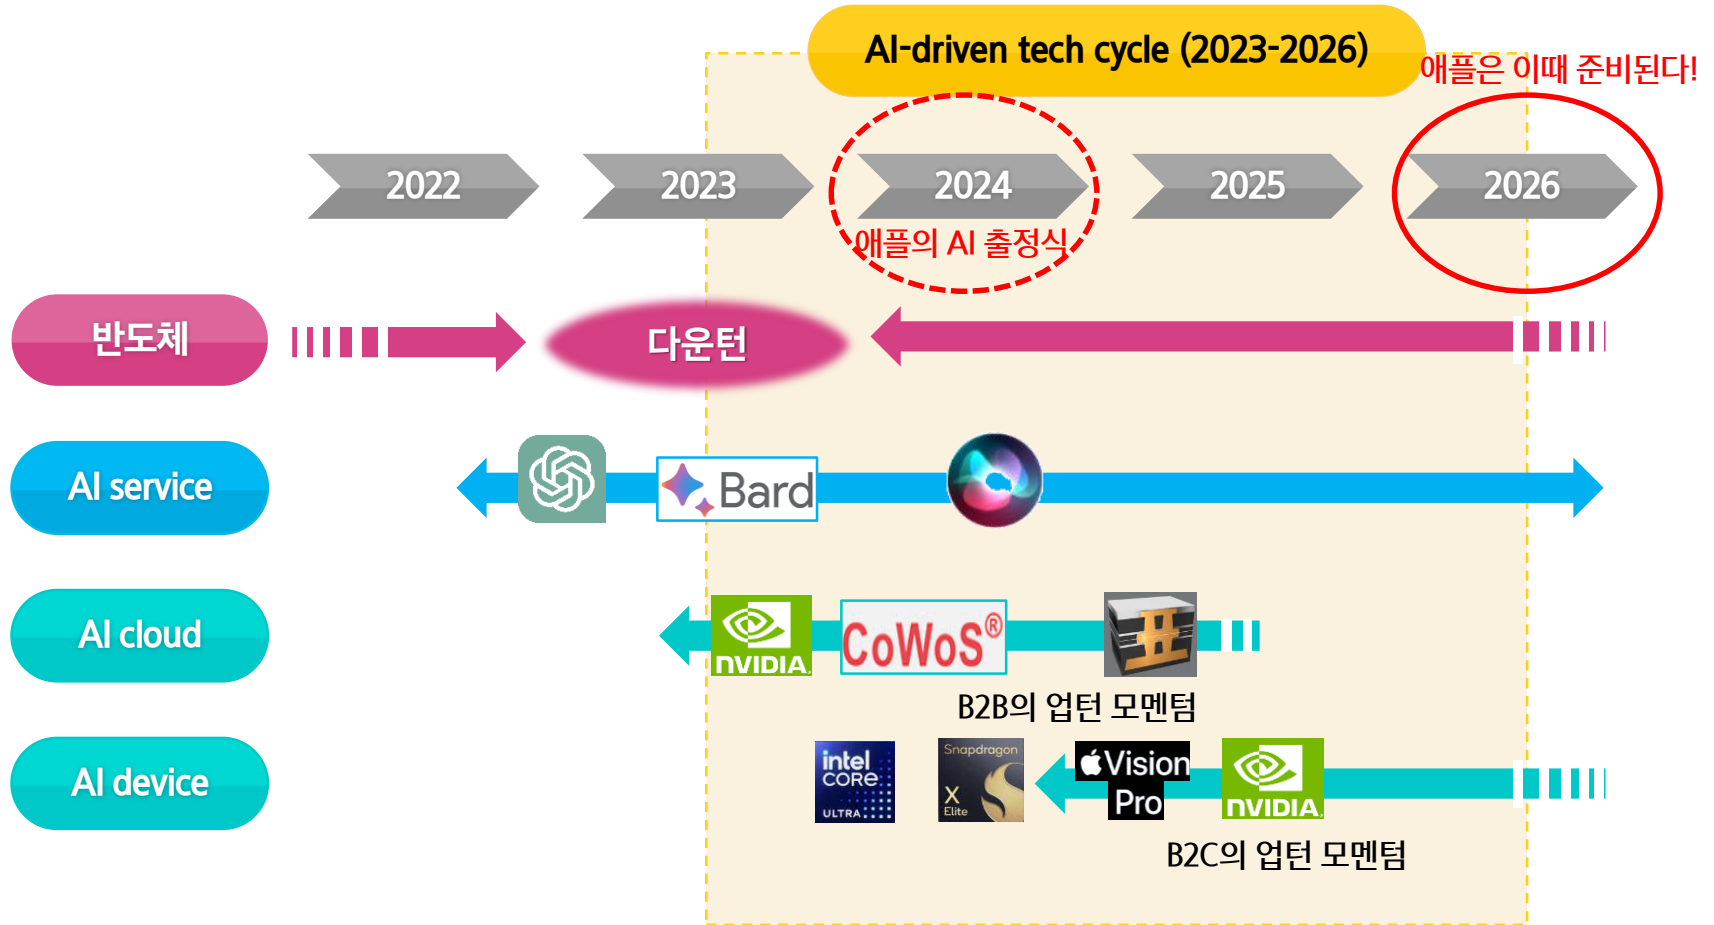 AI-driven tech cycle (2023-2026)
애플은 이때 준비된다!
2022
2023
2024
2025
2026
애플의 AI 출정식
반도체
다운턴
AI service
Bard
AI cloud
NVIDIA
CoWoS®
B2B의 업턴 모멘텀
AI device
intel
CORE
ULTRA
Snapdragon
X
Elite
Vision
Pro
NVIDIA
B2C의 업턴 모멘텀